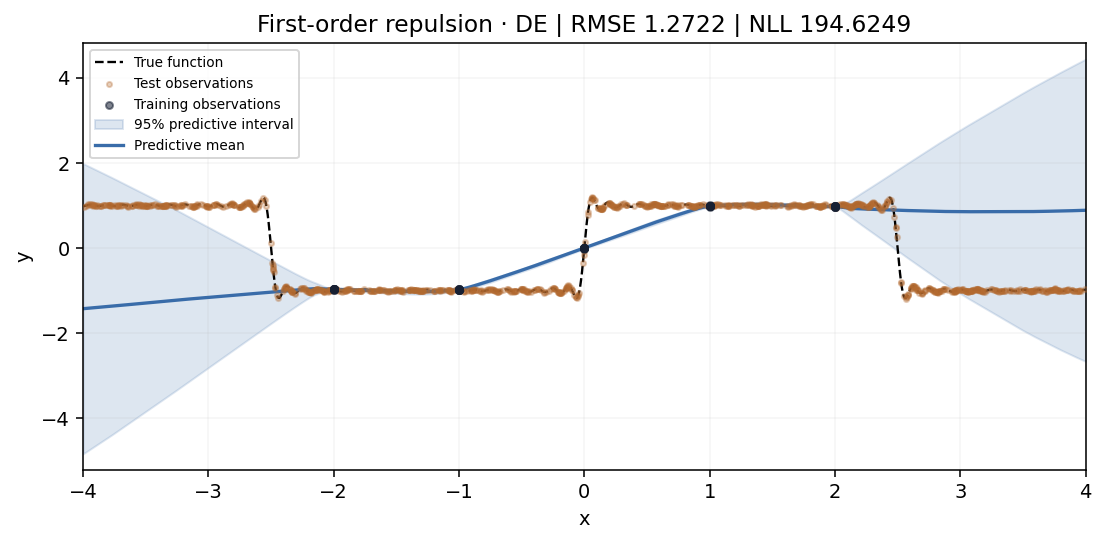 First-order repulsion · DE | RMSE 1.2722 | NLL 194.6249
True function
Test observations
Training observations
95% predictive interval
Predictive mean
y
4
2
0
−2
−4
−4
−3
−2
−1
0
1
2
3
4
x